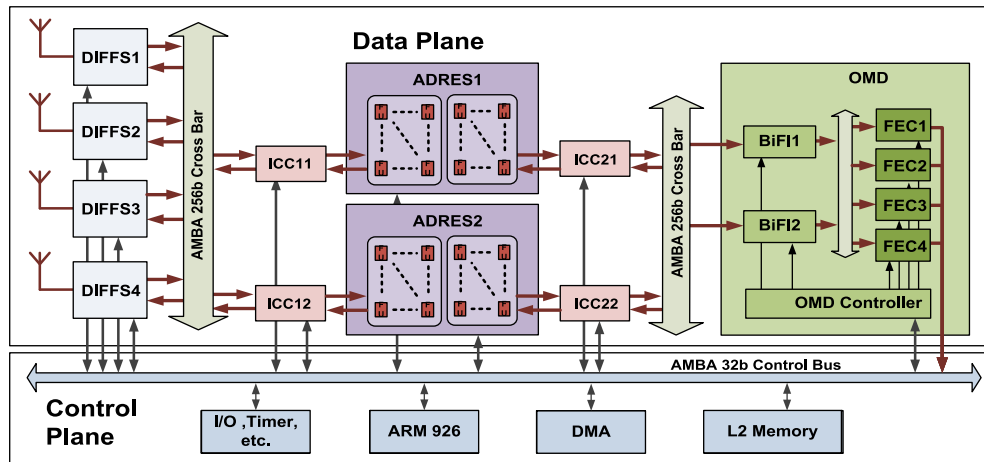 Data Plane
DIFFS1
DIFFS2
DIFFS3
DIFFS4
AMBA 256b Cross Bar
ICC11
ICC12
ADRES1
ADRES2
ICC21
ICC22
AMBA 256b Cross Bar
OMD
BiFI1
BiFI2
FEC1
FEC2
FEC3
FEC4
OMD Controller
AMBA 32b Control Bus
Control
Plane
I/O ,Timer,
etc.
ARM 926
DMA
L2 Memory